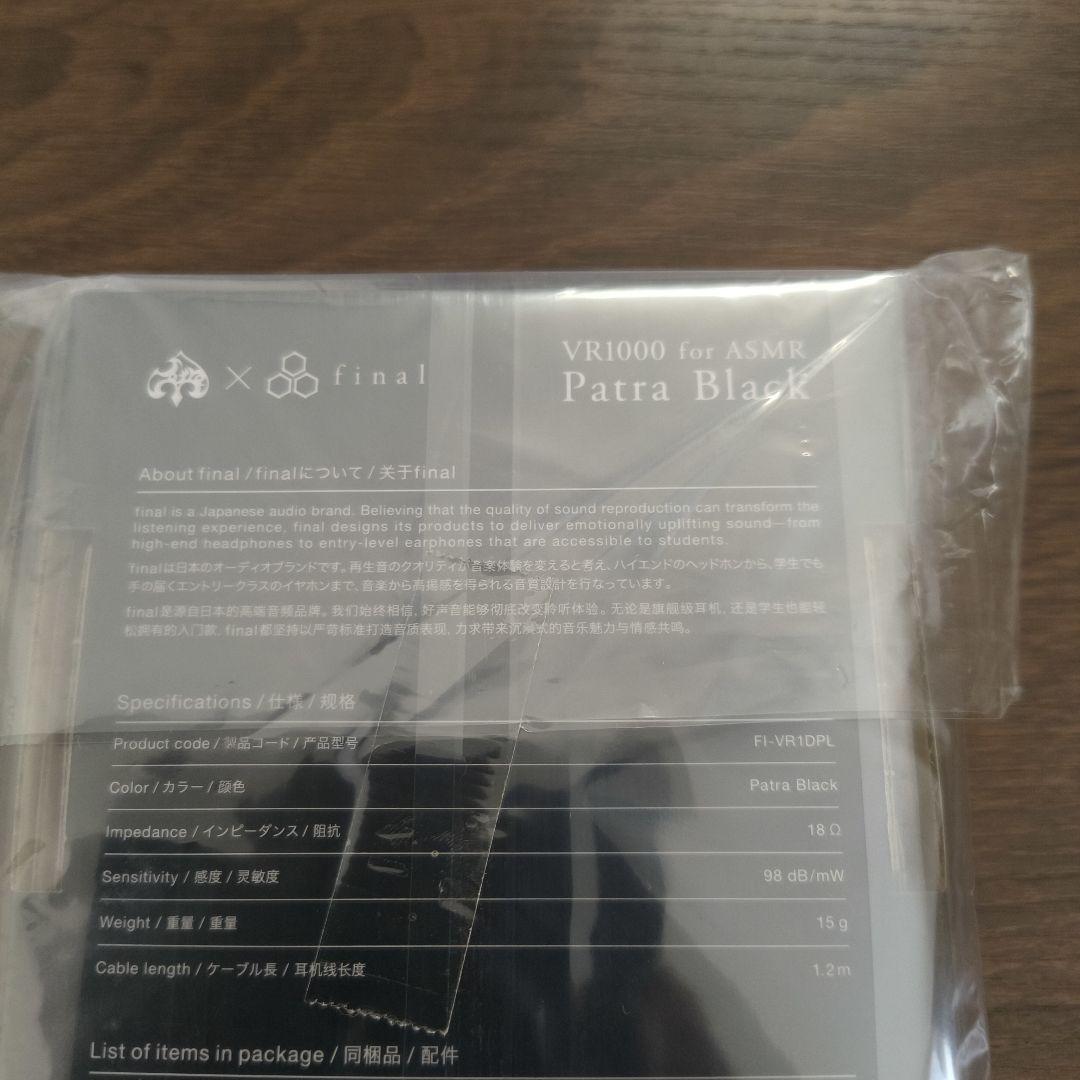 × final
VR1000 for ASMR
Patra Black
About final / finalについて / 关于final
final is a Japanese audio brand. Believing that the quality of sound reproduction can transform the
listening experience, final designs its products to deliver emotionally uplifting sound—from
high-end headphones to entry-level earphones that are accessible to students.
finalは日本のオーディオブランドです。再生音のクオリティが音楽体験を変えると考え、ハイエンドのヘッドホンから、学生でも
手の届くエントリークラスのイヤホンまで、音楽から高揚感を得られる音質設計を行なっています。
final是源自日本的高端音频品牌。我们始终相信，好声音能够彻底改变聆听体验。无论是旗舰级耳机，还是学生也能轻
松拥有的入门款，final都坚持以严苛标准打造音质表现，力求带来沉浸式的音乐魅力与情感共鸣。
Specifications / 仕様 / 规格
Product code / 製品コード / 产品型号 FI-VR1DPL
Color / カラー / 颜色 Patra Black
Impedance / インピーダンス / 阻抗 18 Ω
Sensitivity / 感度 / 灵敏度 98 dB/mW
Weight / 重量 / 重量 15 g
Cable length / ケーブル長 / 耳机线长度 1.2 m
List of items in package / 同梱品 / 配件